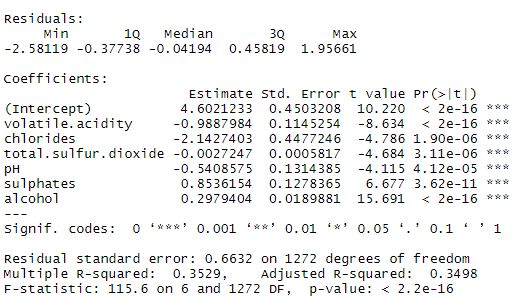 Residuals:
     Min       1Q   Median       3Q      Max
-2.58119 -0.37738 -0.04194  0.45819  1.95661

Coefficients:
                       Estimate Std. Error t value Pr(>|t|)
(Intercept)           4.6021233  0.4503208  10.220  < 2e-16 ***
volatile.acidity     -0.9887984  0.1145254  -8.634  < 2e-16 ***
chlorides            -2.1427403  0.4477246  -4.786 1.90e-06 ***
total.sulfur.dioxide -0.0027247  0.0005817  -4.684 3.11e-06 ***
pH                   -0.5408575  0.1314385  -4.115 4.12e-05 ***
sulphates             0.8536154  0.1278365   6.677 3.62e-11 ***
alcohol               0.2979404  0.0189881  15.691  < 2e-16 ***
---
Signif. codes:  0 ‘***’ 0.001 ‘**’ 0.01 ‘*’ 0.05 ‘.’ 0.1 ‘ ’ 1

Residual standard error: 0.6632 on 1272 degrees of freedom
Multiple R-squared:  0.3529,    Adjusted R-squared:  0.3498
F-statistic: 115.6 on 6 and 1272 DF,  p-value: < 2.2e-16